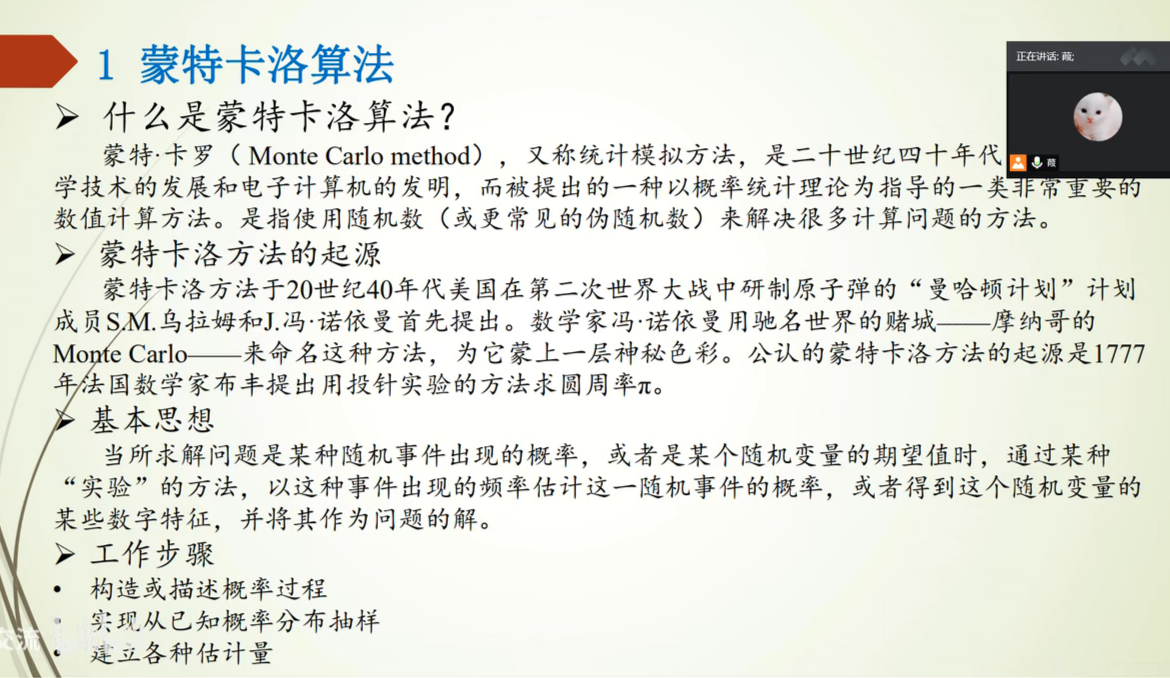 1 蒙特卡洛算法
正在讲话: 葭;
葭
➢ 什么是蒙特卡洛算法？
蒙特·卡罗（ Monte Carlo method），又称统计模拟方法，是二十世纪四十年代
学技术的发展和电子计算机的发明，而被提出的一种以概率统计理论为指导的一类非常重要的
数值计算方法。是指使用随机数（或更常见的伪随机数）来解决很多计算问题的方法。
➢ 蒙特卡洛方法的起源
蒙特卡洛方法于20世纪40年代美国在第二次世界大战中研制原子弹的“曼哈顿计划”计划
成员S.M.乌拉姆和J.冯·诺依曼首先提出。数学家冯·诺依曼用驰名世界的赌城——摩纳哥的
Monte Carlo——来命名这种方法，为它蒙上一层神秘色彩。公认的蒙特卡洛方法的起源是1777
年法国数学家布丰提出用投针实验的方法求圆周率π。
➢ 基本思想
当所求解问题是某种随机事件出现的概率，或者是某个随机变量的期望值时，通过某种
“实验”的方法，以这种事件出现的频率估计这一随机事件的概率，或者得到这个随机变量的
某些数字特征，并将其作为问题的解。
➢ 工作步骤
• 构造或描述概率过程
• 实现从已知概率分布抽样
• 建立各种估计量
交流